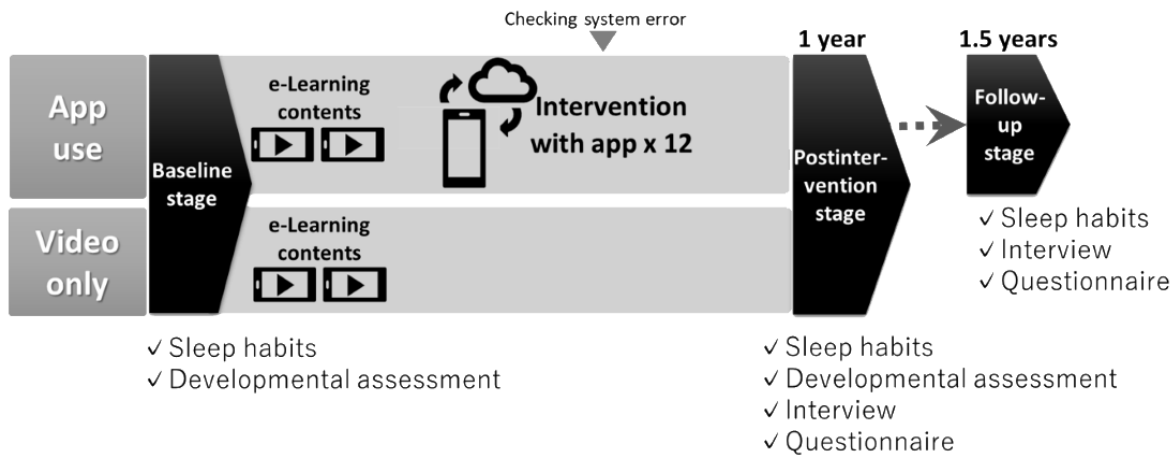 Checking system error
1 year
1.5 years
App
use
Baseline
stage
e-Learning
contents
Intervention
with app x 12
Postinter-
vention
stage
Follow-
up
stage
Video
only
e-Learning
contents
✓ Sleep habits
✓ Developmental assessment
✓ Sleep habits
✓ Developmental assessment
✓ Interview
✓ Questionnaire
✓ Sleep habits
✓ Interview
✓ Questionnaire